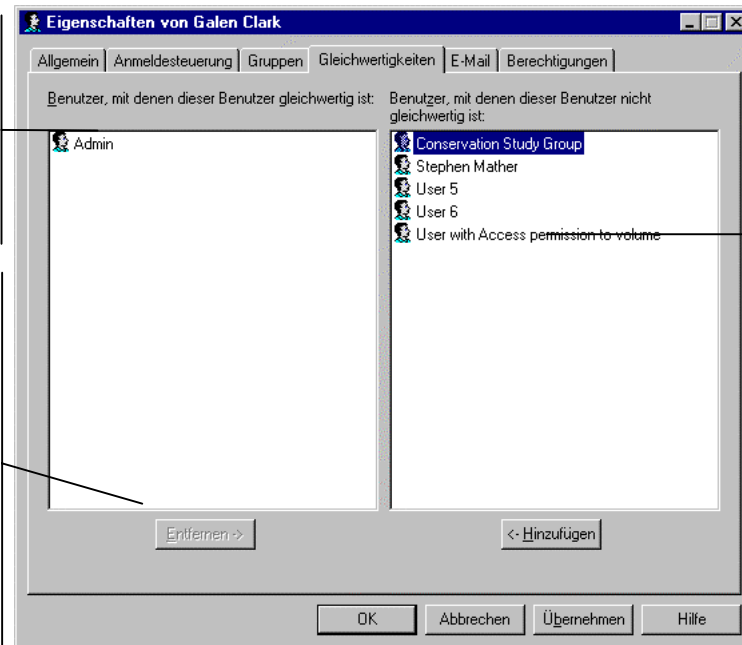 Eigenschaften von Galen Clark
Allgemein Anmeldesteuerung Gruppen Gleichwertigkeiten E-Mail Berechtigungen
Benutzer, mit denen dieser Benutzer gleichwertig ist:
Admin
Entfernen ->
Benutzer, mit denen dieser Benutzer nicht
gleichwertig ist:
Conservation Study Group
Stephen Mather
User 5
User 6
User with Access permission to volume
<- Hinzufügen
OK Abbrechen Übernehmen Hilfe